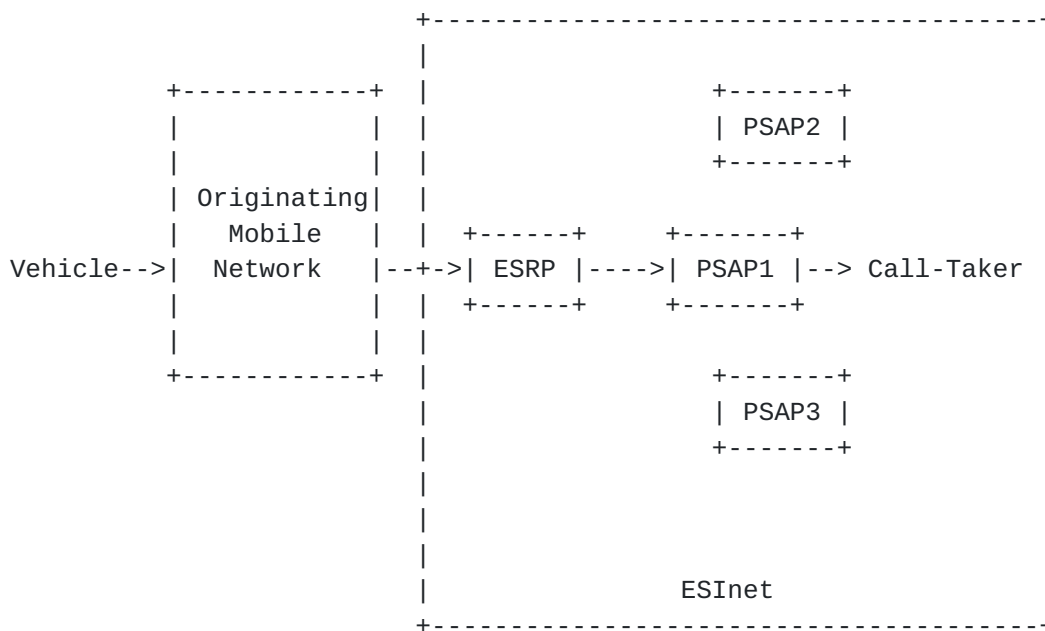 +---------------------------------------+
|
+------------+ | +-------+
| | | | PSAP2 |
| | | +-------+
| Originating| |
| Mobile | | +------+ +-------+
Vehicle-->| Network |--+->| ESRP |---->| PSAP1 |--> Call-Taker
| | | +------+ +-------+
| | |
+------------+ | +-------+
| | PSAP3 |
| +-------+
|
|
|
| ESInet
+---------------------------------------+